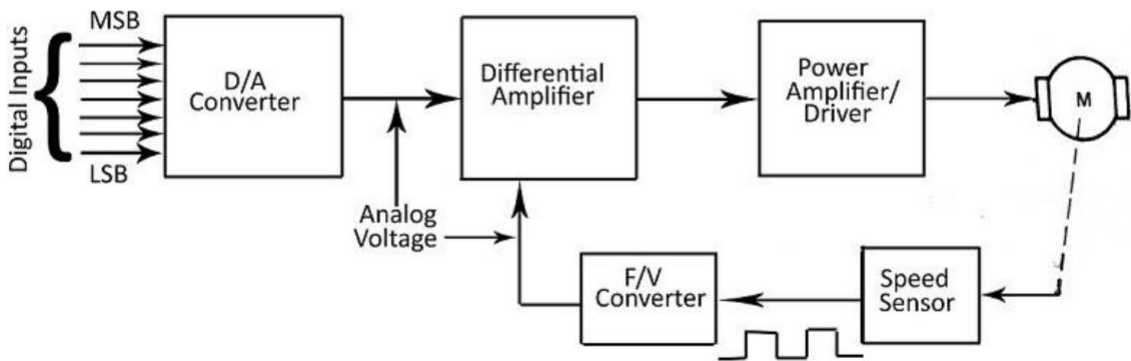 MSB
Digital Inputs
LSB
D/A
Converter
Differential
Amplifier
Power
Amplifier/
Driver
M
Analog
Voltage
F/V
Converter
Speed
Sensor